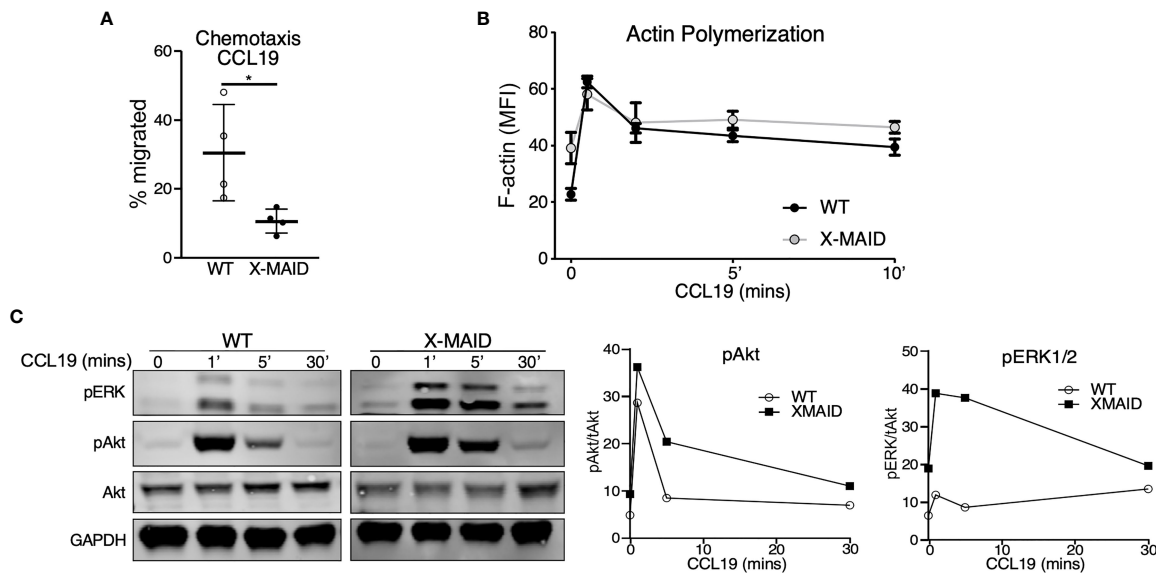 A
Chemotaxis
CCL19
*
% migrated
60
40
20
0
WT X-MAID
B
Actin Polymerization
F-actin (MFI)
80
60
40
20
0
WT
X-MAID
0 5’ 10’
CCL19 (mins)
C
WT X-MAID
CCL19 (mins) 0 1’ 5’ 30’ 0 1’ 5’ 30’
pERK
pAkt
Akt
GAPDH
pAkt
pAkt/tAkt
40
30
20
10
0
WT
XMAID
0 10 20 30
CCL19 (mins)
pERK1/2
pERK/tAkt
50
40
30
20
10
0
WT
XMAID
0 10 20 30
CCL19 (mins)